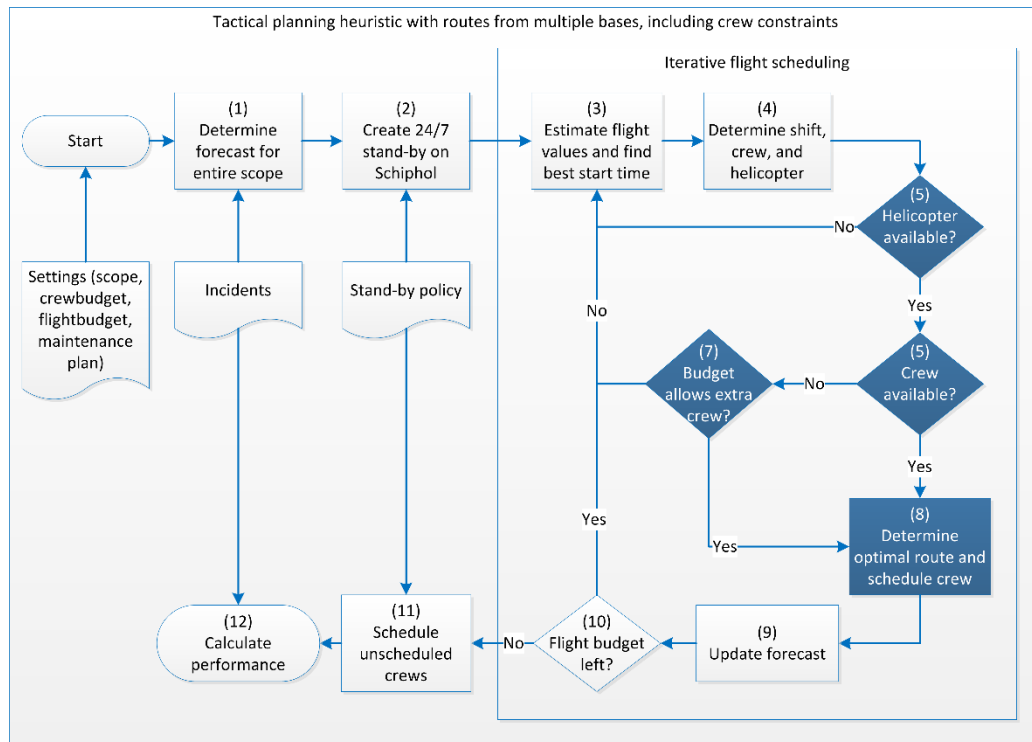 Tactical planning heuristic with routes from multiple bases, including crew constraints
Iterative flight scheduling
Start
(1)
Determine
forecast for
entire scope
(2)
Create 24/7
stand-by on
Schiphol
(3)
Estimate flight
values and find
best start time
(4)
Determine shift,
crew, and
helicopter
(5)
Helicopter
available?
No
Yes
Settings (scope,
crewbudget,
flightbudget,
maintenance
plan)
Incidents
Stand-by policy
No
(7)
Budget
allows extra
crew?
No
(5)
Crew
available?
Yes
Yes
Yes
(8)
Determine
optimal route and
schedule crew
(12)
Calculate
performance
(11)
Schedule
unscheduled
crews
No
(10)
Flight budget
left?
(9)
Update forecast